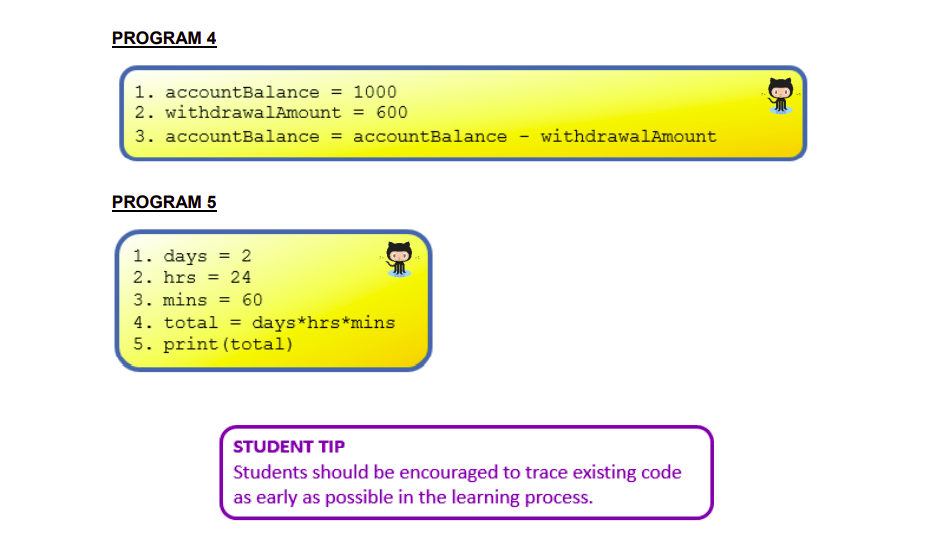 PROGRAM 4
1. accountBalance = 1000
2. withdrawalAmount = 600
3. accountBalance = accountBalance - withdrawalAmount
PROGRAM 5
1. days = 2
2. hrs = 24
3. mins = 60
4. total = days*hrs*mins
5. print(total)
STUDENT TIP
Students should be encouraged to trace existing code
as early as possible in the learning process.